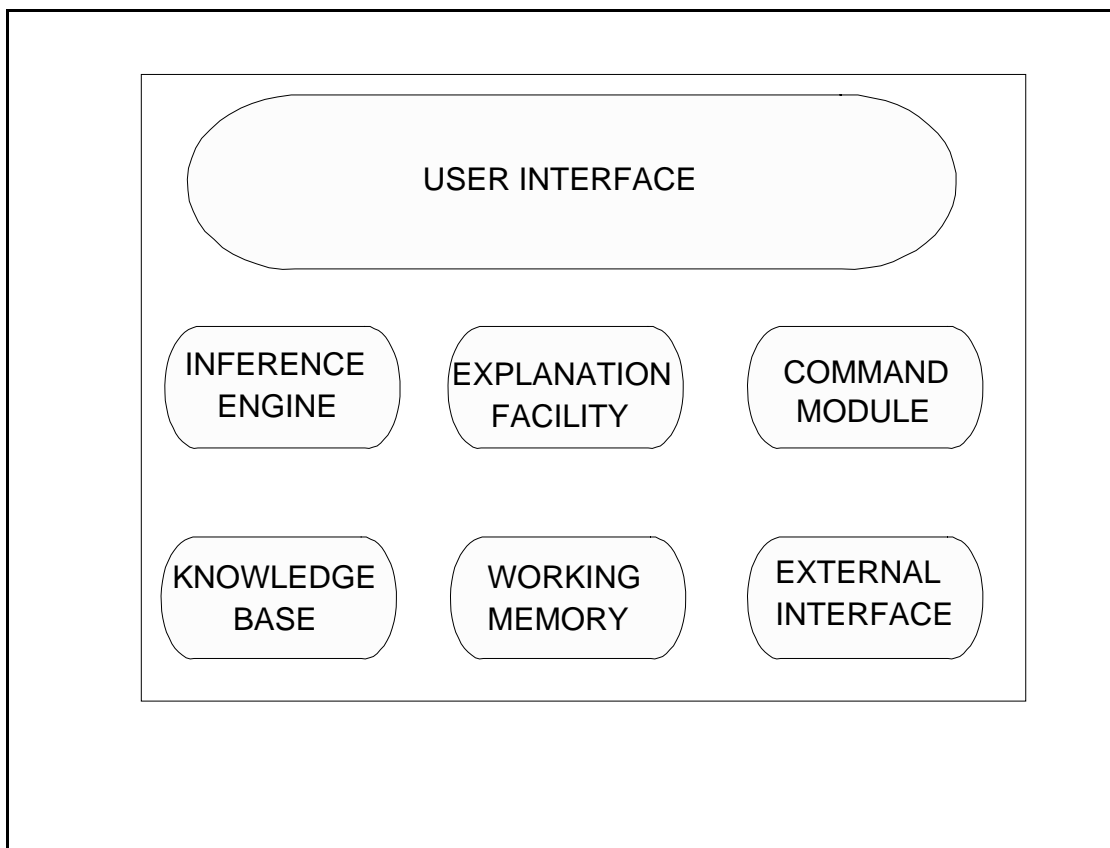 USER INTERFACE
INFERENCE
ENGINE
EXPLANATION
FACILITY
COMMAND
MODULE
KNOWLEDGE
BASE
WORKING
MEMORY
EXTERNAL
INTERFACE